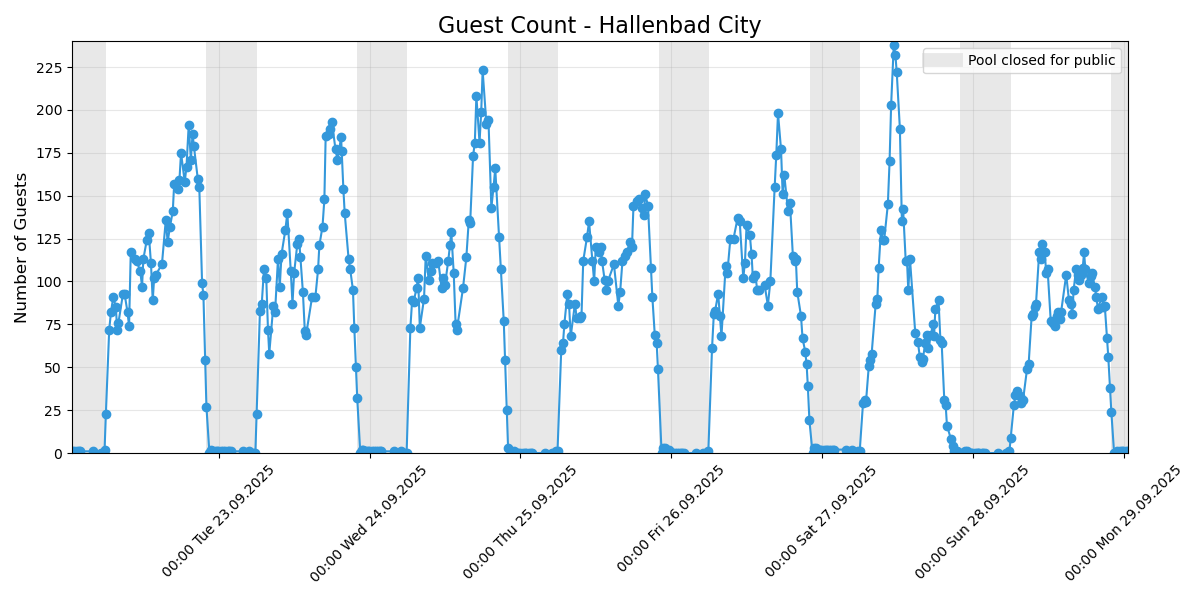 Guest Count - Hallenbad City
Pool closed for public
Number of Guests
225
200
175
150
125
100
75
50
25
0
00:00 Tue 23.09.2025
00:00 Wed 24.09.2025
00:00 Thu 25.09.2025
00:00 Fri 26.09.2025
00:00 Sat 27.09.2025
00:00 Sun 28.09.2025
00:00 Mon 29.09.2025